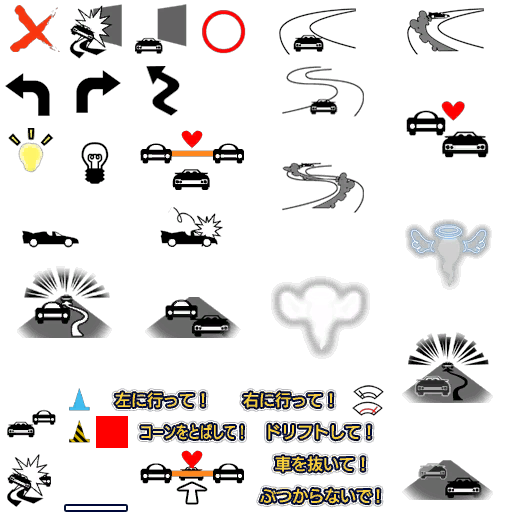 左に行って！
右に行って！
コーンをとばして！
ドリフトして！
車を抜いて！
ぶつからないで！